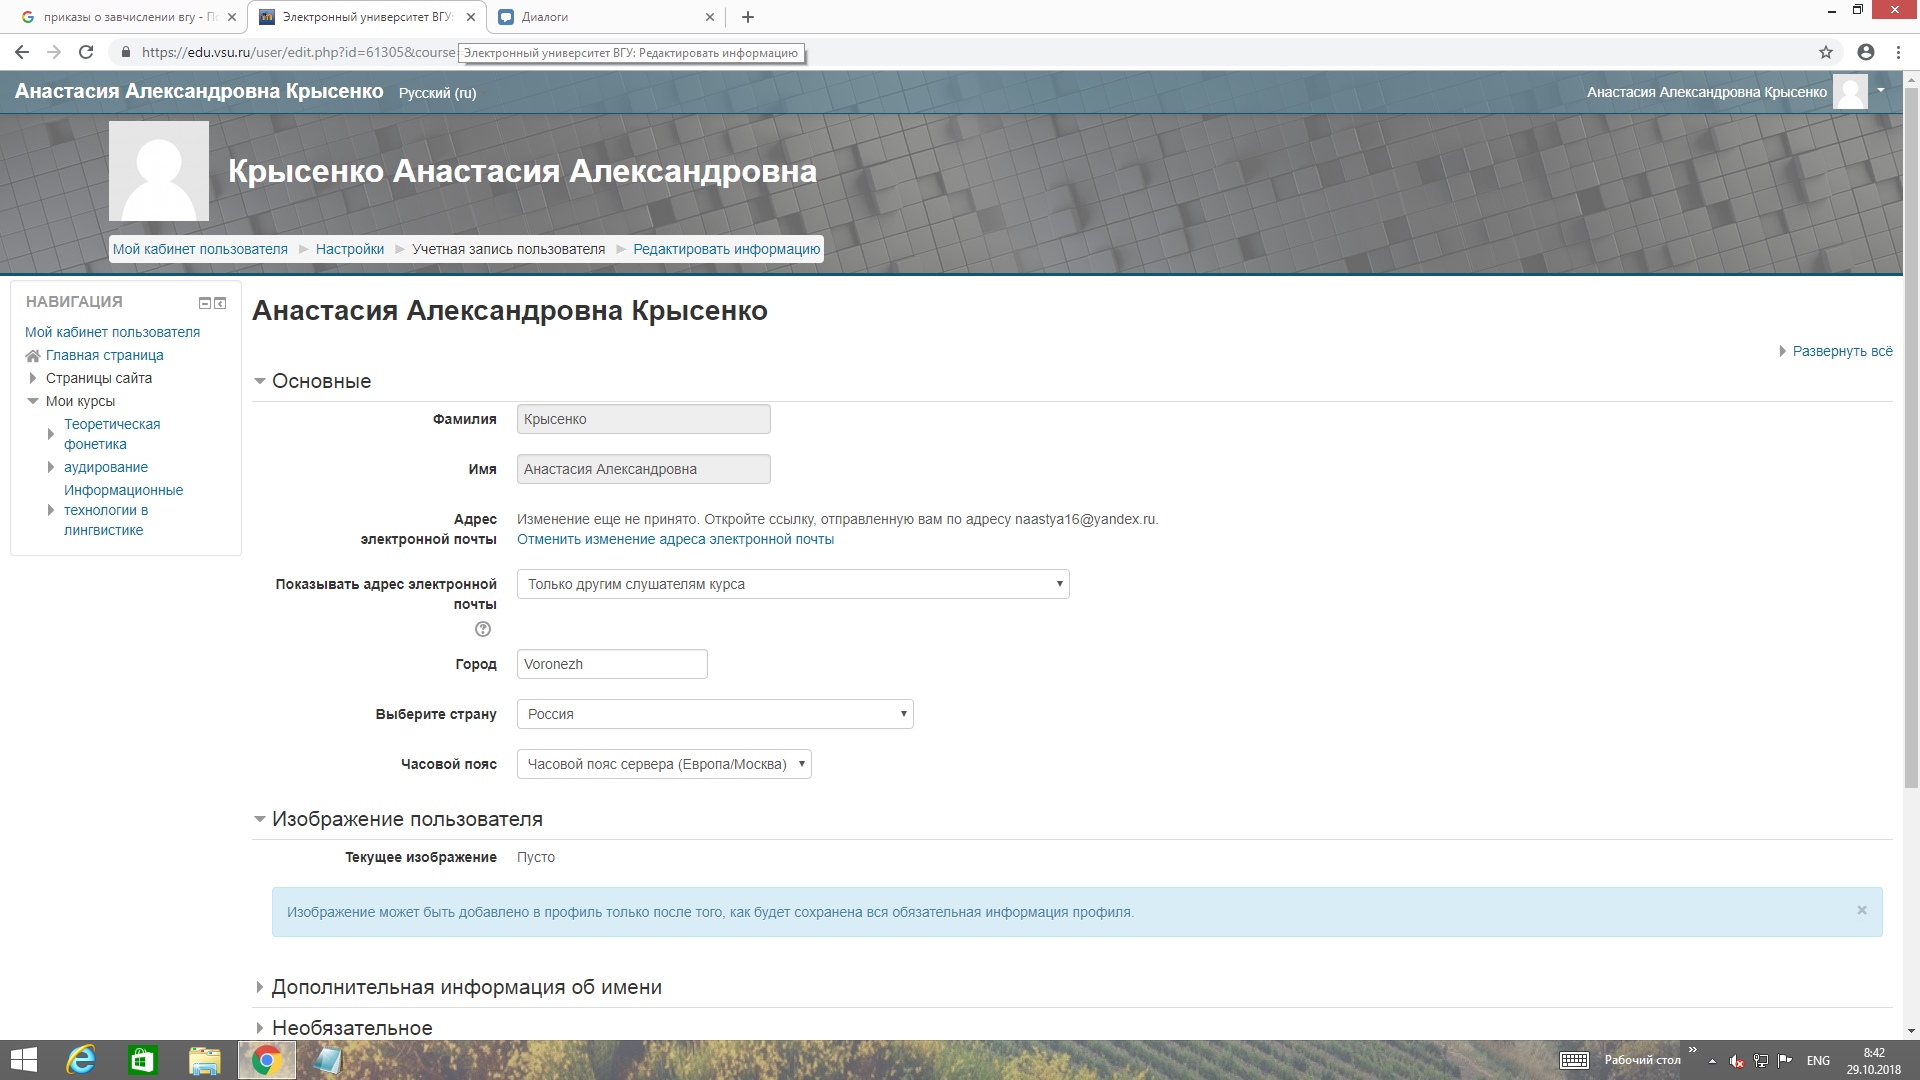 приказы о завчислении вгу - П
Электронный университет ВГУ:
Диалоги
https://edu.vsu.ru/user/edit.php?id=61305&course=
Электронный университет ВГУ: Редактировать информацию
Анастасия Александровна Крысенко
Русский (ru)
Анастасия Александровна Крысенко
Крысенко Анастасия Александровна
Мой кабинет пользователя
Настройки
Учетная запись пользователя
Редактировать информацию
НАВИГАЦИЯ
Мой кабинет пользователя
Главная страница
Страницы сайта
Мои курсы
Теоретическая
фонетика
аудирование
Информационные
технологии в
лингвистике
Анастасия Александровна Крысенко
Развернуть всё
Основные
Фамилия
Крысенко
Имя
Анастасия Александровна
Адрес
электронной почты
Изменение еще не принято. Откройте ссылку, отправленную вам по адресу naastya16@yandex.ru.
Отменить изменение адреса электронной почты
Показывать адрес электронной
почты
Только другим слушателям курса
Город
Voronezh
Выберите страну
Россия
Часовой пояс
Часовой пояс сервера (Европа/Москва)
Изображение пользователя
Текущее изображение
Пусто
Изображение может быть добавлено в профиль только после того, как будет сохранена вся обязательная информация профиля.
Дополнительная информация об имени
Необязательное
Рабочий стол
ENG
8:42
29.10.2018